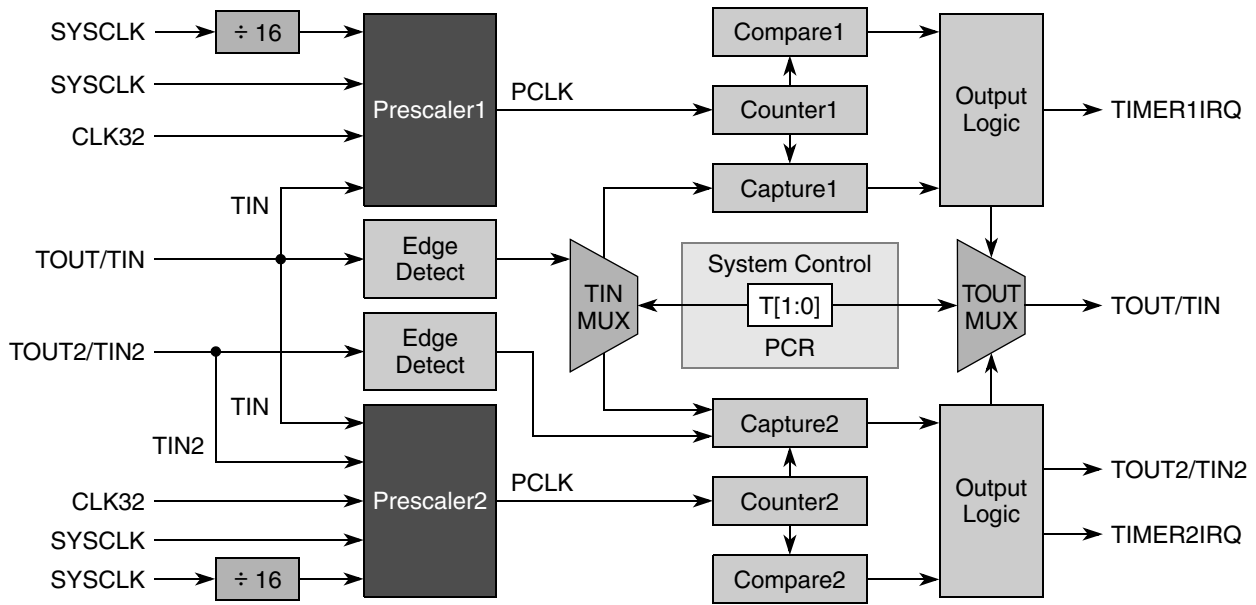 SYSCLK
÷ 16
SYSCLK
CLK32
TIN
Prescaler1
PCLK
Compare1
Counter1
Capture1
Output
Logic
TIMER1IRQ
TOUT/TIN
Edge
Detect
TIN
MUX
System Control
T[1:0]
PCR
TOUT
MUX
TOUT/TIN
TOUT2/TIN2
Edge
Detect
TIN
TIN2
CLK32
SYSCLK
SYSCLK
÷ 16
Prescaler2
PCLK
Capture2
Counter2
Compare2
Output
Logic
TOUT2/TIN2
TIMER2IRQ